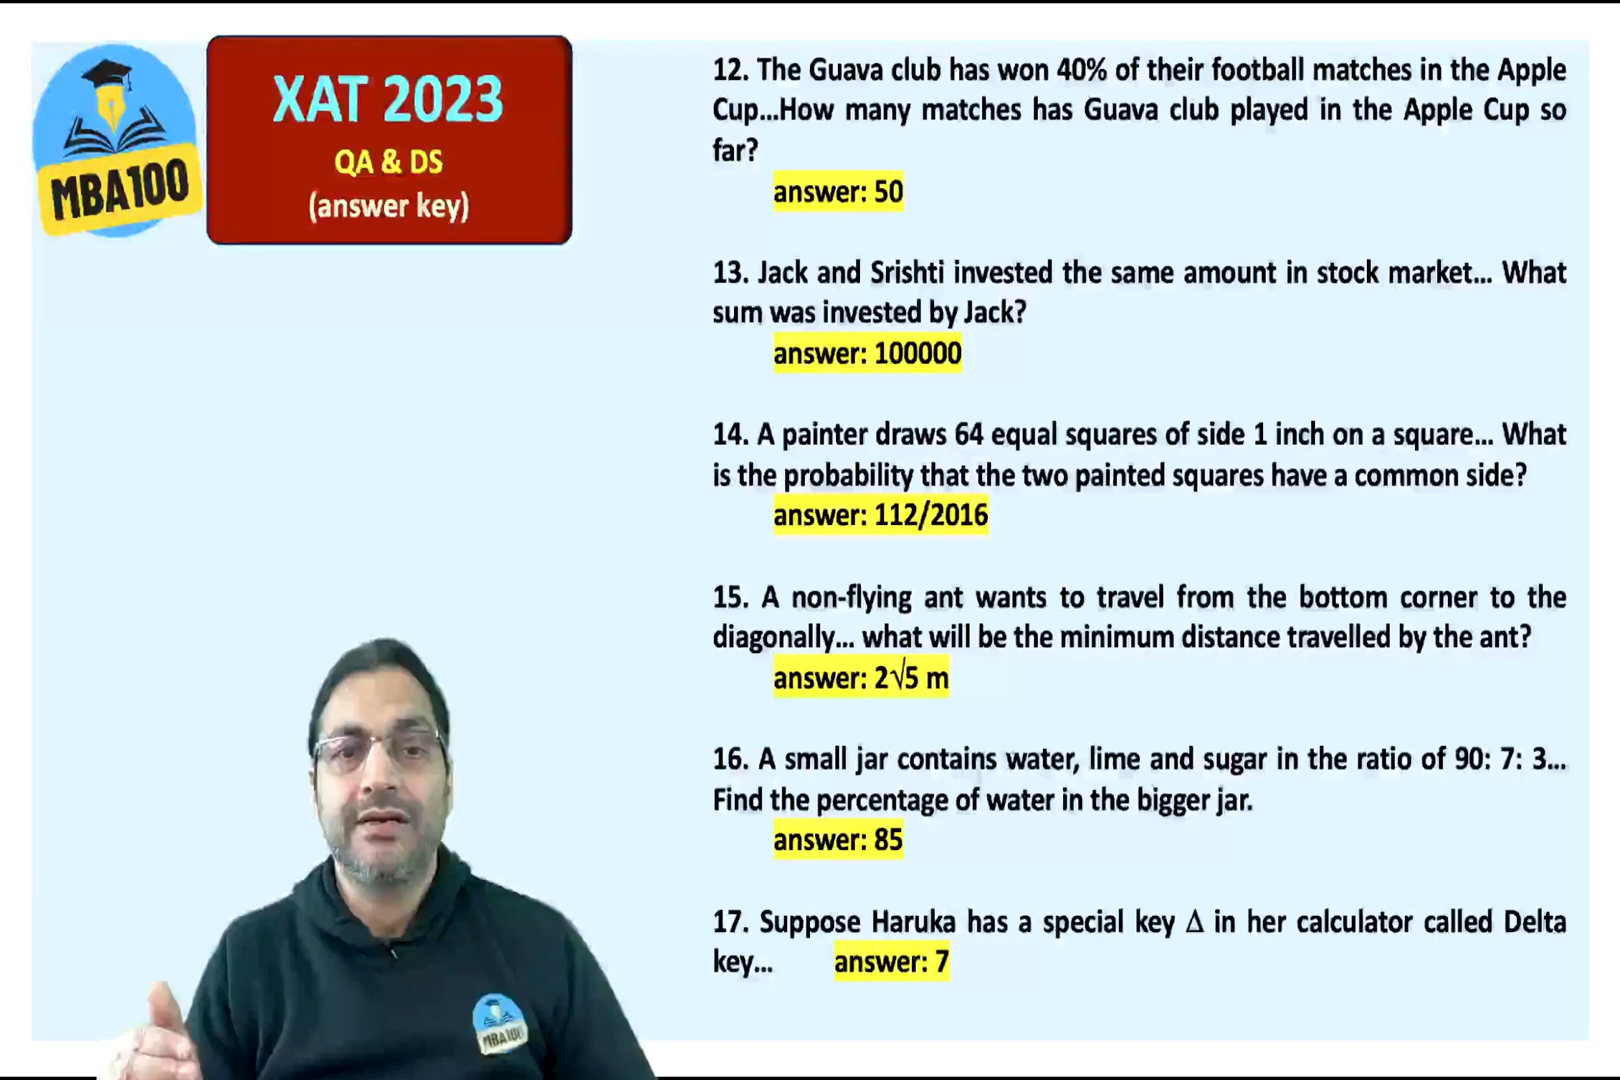 MBA100
XAT 2023
QA & DS
(answer key)
12. The Guava club has won 40% of their football matches in the Apple
Cup...How many matches has Guava club played in the Apple Cup so
far?
answer: 50
13. Jack and Srishti invested the same amount in stock market... What
sum was invested by Jack?
answer: 100000
14. A painter draws 64 equal squares of side 1 inch on a square... What
is the probability that the two painted squares have a common side?
answer: 112/2016
15. A non-flying ant wants to travel from the bottom corner to the
diagonally... what will be the minimum distance travelled by the ant?
answer: 2√5 m
16. A small jar contains water, lime and sugar in the ratio of 90: 7: 3...
Find the percentage of water in the bigger jar.
answer: 85
17. Suppose Haruka has a special key Δ in her calculator called Delta
key... answer: 7
MBA100